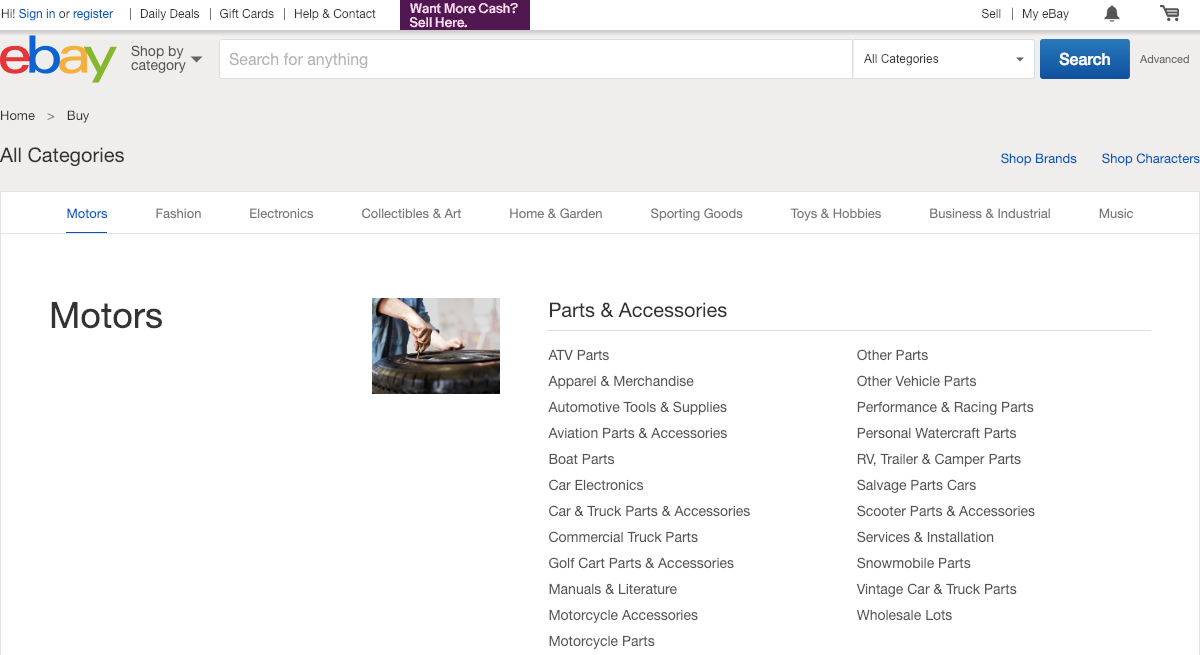 Hi! Sign in or register | Daily Deals | Gift Cards | Help & Contact
Want More Cash?
Sell Here.
Sell | My eBay
ebay
Shop by
category
Search for anything
All Categories
Search
Advanced
Home > Buy
All Categories
Shop Brands
Shop Characters
Motors
Fashion
Electronics
Collectibles & Art
Home & Garden
Sporting Goods
Toys & Hobbies
Business & Industrial
Music
Motors
Parts & Accessories
ATV Parts
Apparel & Merchandise
Automotive Tools & Supplies
Aviation Parts & Accessories
Boat Parts
Car Electronics
Car & Truck Parts & Accessories
Commercial Truck Parts
Golf Cart Parts & Accessories
Manuals & Literature
Motorcycle Accessories
Motorcycle Parts
Other Parts
Other Vehicle Parts
Performance & Racing Parts
Personal Watercraft Parts
RV, Trailer & Camper Parts
Salvage Parts Cars
Scooter Parts & Accessories
Services & Installation
Snowmobile Parts
Vintage Car & Truck Parts
Wholesale Lots